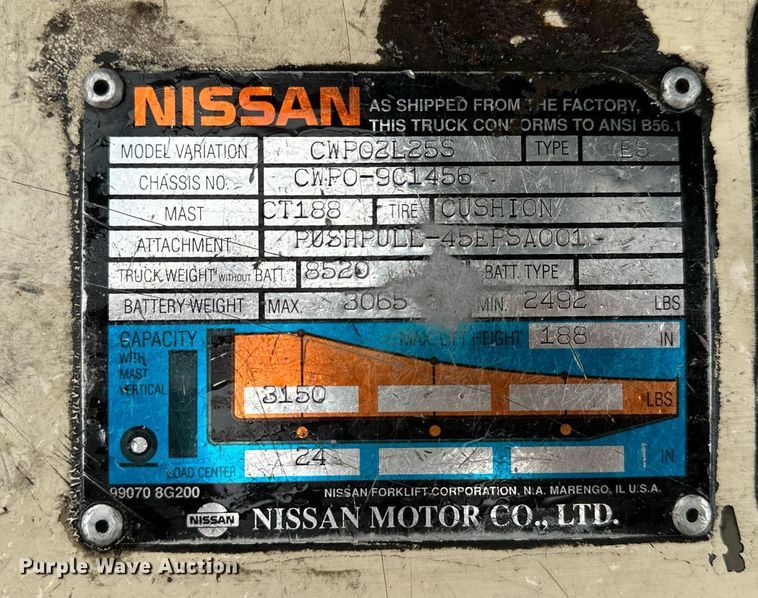 NISSAN
AS SHIPPED FROM THE FACTORY,
THIS TRUCK CONFORMS TO ANSI B56.1
MODEL VARIATION CWP02L25S TYPE ES
CHASSIS NO. CWP0-9C1456
MAST CT188 TIRE CUSHION
ATTACHMENT PUSHPULL-45EPSA001
TRUCK WEIGHT WITHOUT BATT. 8520 BATT. TYPE
BATTERY WEIGHT MAX. 3065 MIN. 2492 LBS
CAPACITY MAX. LIFT HEIGHT 188 IN
WITH
MAST
VERTICAL
3150 LBS
LOAD CENTER 24 IN
99070 8G200 NISSAN FORKLIFT CORPORATION, N.A. MARENGO, IL U.S.A.
NISSAN NISSAN MOTOR CO., LTD.
Purple Wave Auction